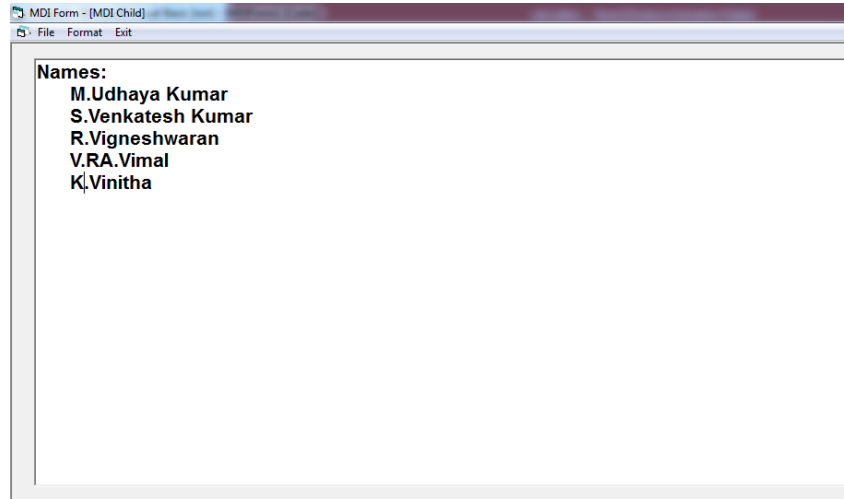 MDI Form - [MDI Child]
File Format Exit
Names:
M.Udhaya Kumar
S.Venkatesh Kumar
R.Vigneshwaran
V.RA.Vimal
K.Vinitha